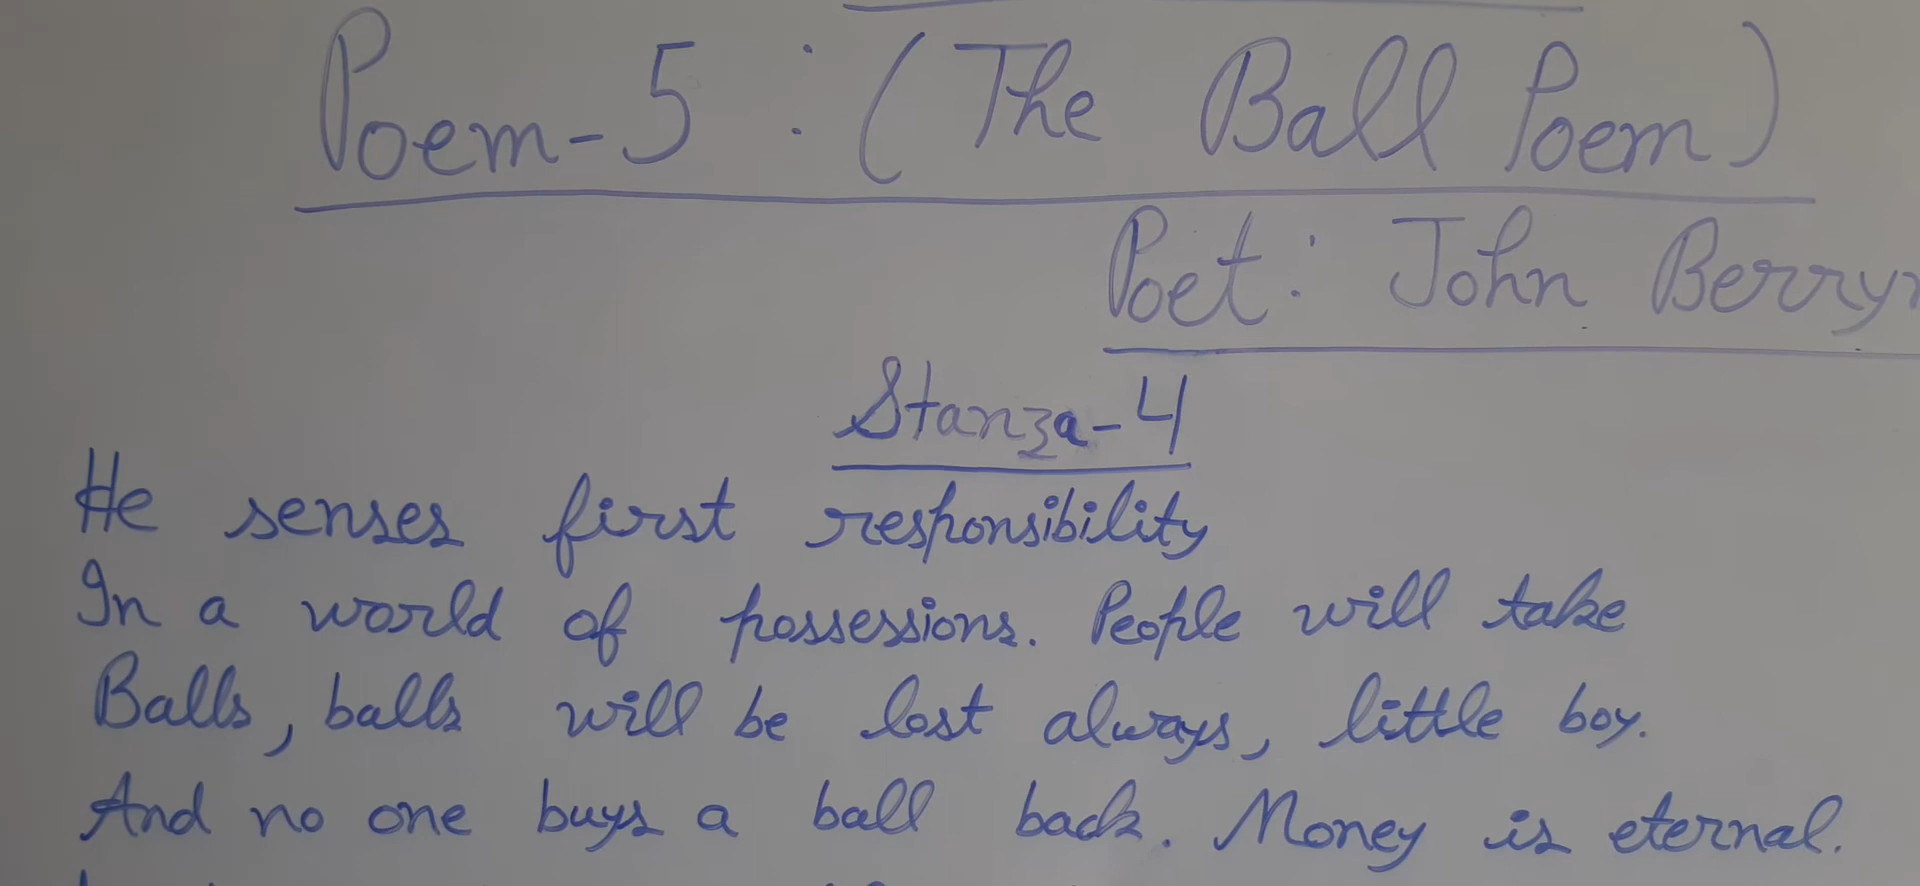 Poem-5 : (The Ball Poem)
Poet: John Berry
Stanza-4
He senses first responsibility
In a world of possessions. People will take
Balls, balls will be lost always, little boy.
And no one buys a ball back. Money is eternal.